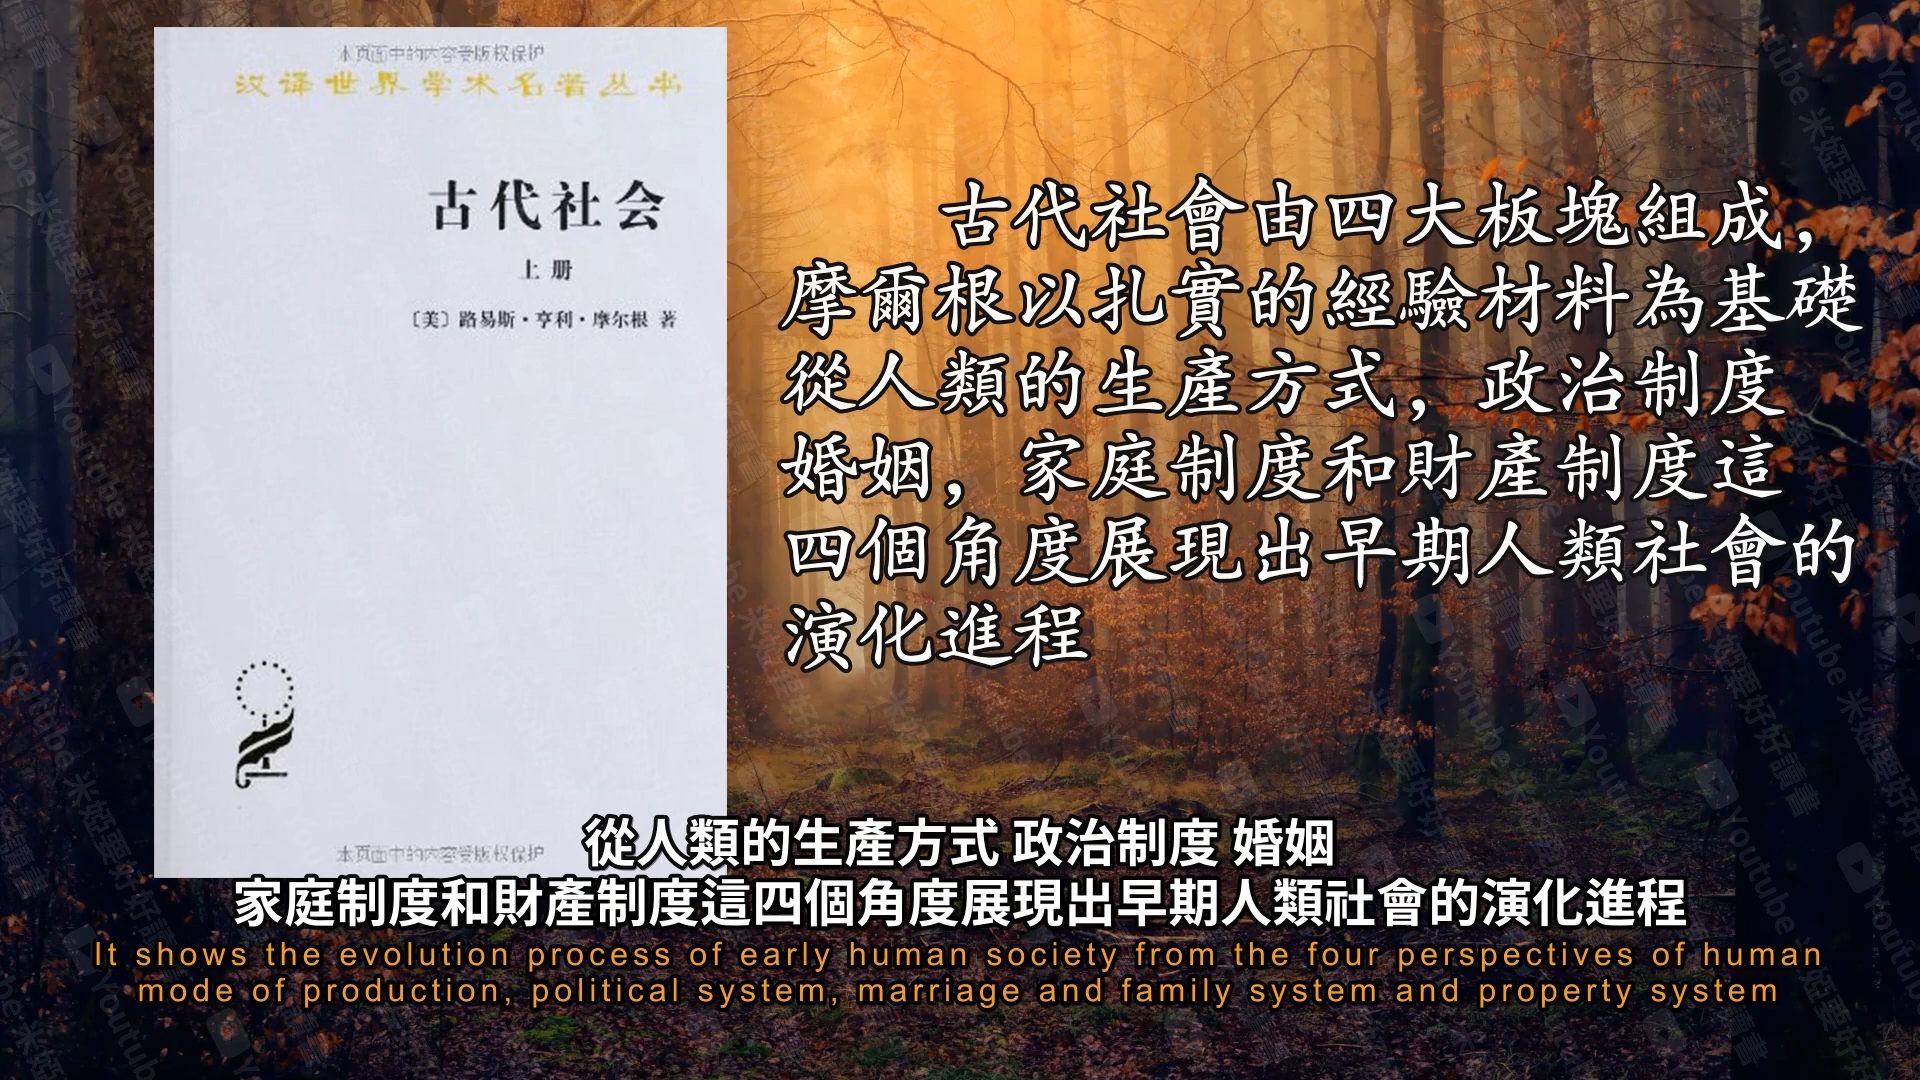 本页面中的内容受版权保护
汉译世界学术名著丛书
古代社会
上册
〔美〕路易斯·亨利·摩尔根 著
本页面中的内容受版权保护
古代社會由四大板塊組成，
摩爾根以扎實的經驗材料為基礎
從人類的生產方式，政治制度
婚姻，家庭制度和財產制度這
四個角度展現出早期人類社會的
演化進程
從人類的生產方式 政治制度 婚姻
家庭制度和財產制度這四個角度展現出早期人類社會的演化進程
It shows the evolution process of early human society from the four perspectives of human
mode of production, political system, marriage and family system and property system
Youtube 米婭要好好讀書